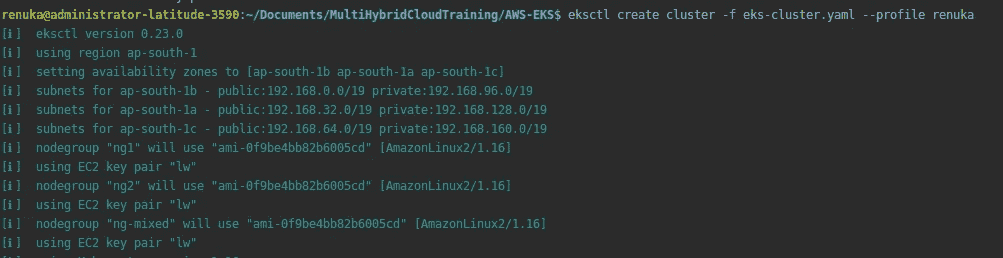 renuka@administrator-latitude-3590:~/Documents/MultiHybridCloudTraining/AWS-EKS$ eksctl create cluster -f eks-cluster.yaml --profile renuka
[ℹ]  eksctl version 0.23.0
[ℹ]  using region ap-south-1
[ℹ]  setting availability zones to [ap-south-1b ap-south-1a ap-south-1c]
[ℹ]  subnets for ap-south-1b - public:192.168.0.0/19 private:192.168.96.0/19
[ℹ]  subnets for ap-south-1a - public:192.168.32.0/19 private:192.168.128.0/19
[ℹ]  subnets for ap-south-1c - public:192.168.64.0/19 private:192.168.160.0/19
[ℹ]  nodegroup "ng1" will use "ami-0f9be4bb82b6005cd" [AmazonLinux2/1.16]
[ℹ]  using EC2 key pair "lw"
[ℹ]  nodegroup "ng2" will use "ami-0f9be4bb82b6005cd" [AmazonLinux2/1.16]
[ℹ]  using EC2 key pair "lw"
[ℹ]  nodegroup "ng-mixed" will use "ami-0f9be4bb82b6005cd" [AmazonLinux2/1.16]
[ℹ]  using EC2 key pair "lw"